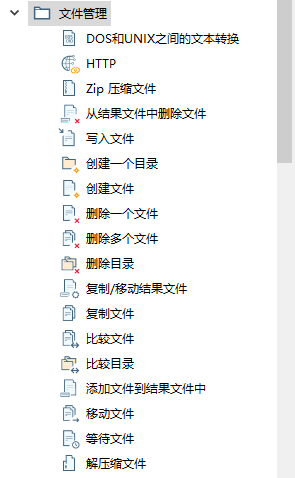 文件管理
DOS和UNIX之间的文本转换
HTTP
Zip 压缩文件
从结果文件中删除文件
写入文件
创建一个目录
创建文件
删除一个文件
删除多个文件
删除目录
复制/移动结果文件
复制文件
比较文件
比较目录
添加文件到结果文件中
移动文件
等待文件
解压缩文件